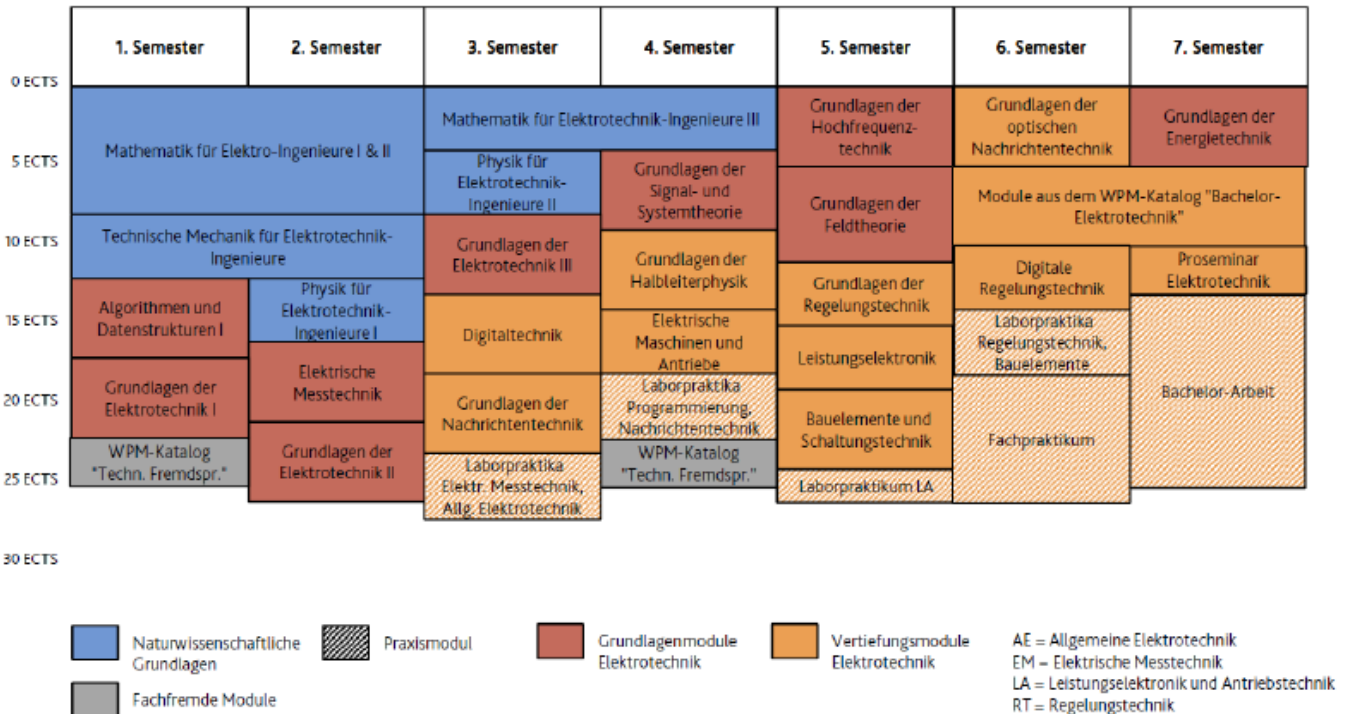 1. Semester
2. Semester
3. Semester
4. Semester
5. Semester
6. Semester
7. Semester
0 ECTS
5 ECTS
10 ECTS
15 ECTS
20 ECTS
25 ECTS
30 ECTS
Mathematik für Elektro-Ingenieure I & II
Technische Mechanik für Elektrotechnik-
Ingenieure
Algorithmen und
Datenstrukturen I
Grundlagen der
Elektrotechnik I
WPM-Katalog
"Techn. Fremdspr."
Physik für
Elektrotechnik-
Ingenieure I
Elektrische
Messtechnik
Grundlagen der
Elektrotechnik II
Mathematik für Elektrotechnik-Ingenieure III
Physik für
Elektrotechnik-
Ingenieure II
Grundlagen der
Elektrotechnik III
Digitaltechnik
Grundlagen der
Nachrichtentechnik
Laborpraktika
Elektr. Messtechnik,
Allg. Elektrotechnik
Grundlagen der
Signal- und
Systemtheorie
Grundlagen der
Halbleiterphysik
Elektrische
Maschinen und
Antriebe
Laborpraktika
Programmierung,
Nachrichtentechnik
WPM-Katalog
"Techn. Fremdspr."
Grundlagen der
Hochfrequenz-
technik
Grundlagen der
Feldtheorie
Grundlagen der
Regelungstechnik
Leistungselektronik
Bauelemente und
Schaltungstechnik
Laborpraktikum LA
Grundlagen der
optischen
Nachrichtentechnik
Module aus dem WPM-Katalog "Bachelor-
Elektrotechnik"
Digitale
Regelungstechnik
Laborpraktika
Regelungstechnik,
Bauelemente
Fachpraktikum
Grundlagen der
Energietechnik
Proseminar
Elektrotechnik
Bachelor-Arbeit
Naturwissenschaftliche
Grundlagen
Praxismodul
Grundlagenmodule
Elektrotechnik
Vertiefungsmodule
Elektrotechnik
Fachfremde Module
AE = Allgemeine Elektrotechnik
EM = Elektrische Messtechnik
LA = Leistungselektronik und Antriebstechnik
RT = Regelungstechnik